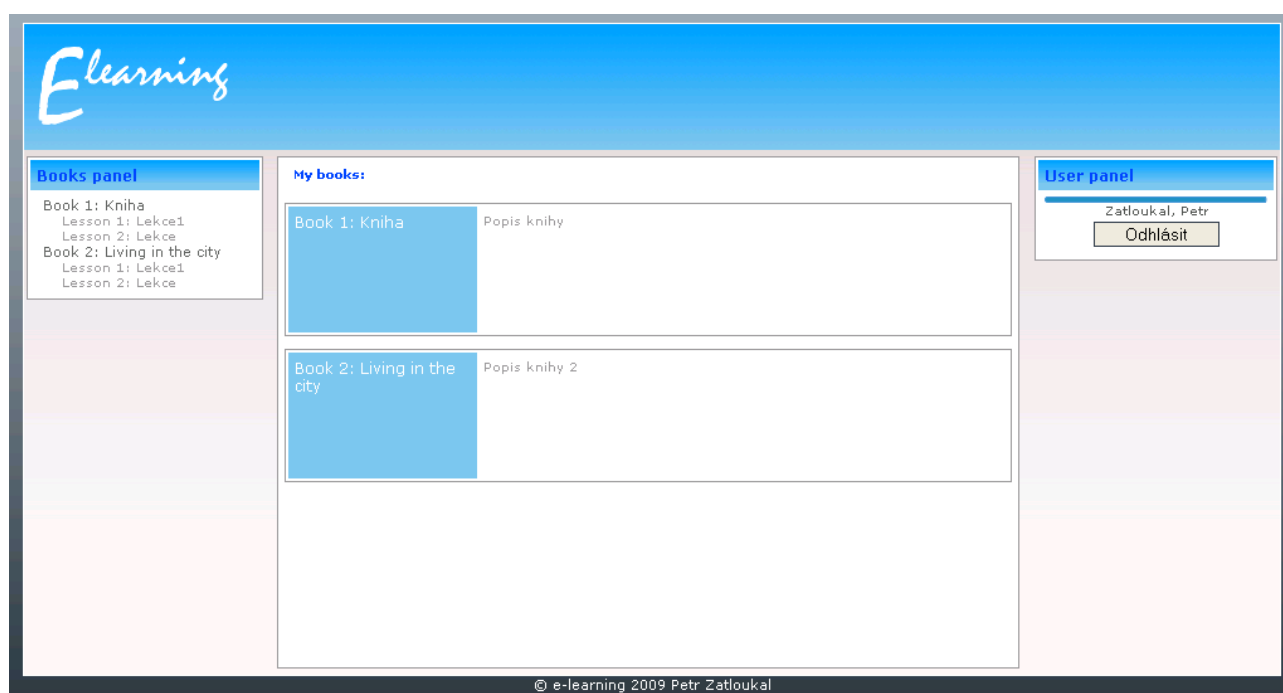 Elearning
Books panel
Book 1: Kniha
Lesson 1: Lekce1
Lesson 2: Lekce
Book 2: Living in the city
Lesson 1: Lekce1
Lesson 2: Lekce
My books:
Book 1: Kniha
Popis knihy
Book 2: Living in the
city
Popis knihy 2
User panel
Zatloukal, Petr
Odhlásit
© e-learning 2009 Petr Zatloukal